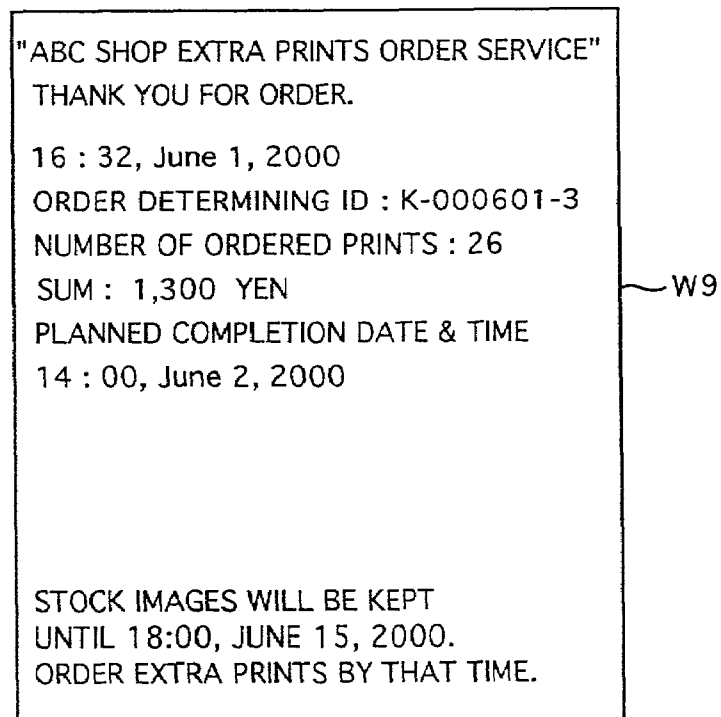 "ABC SHOP EXTRA PRINTS ORDER SERVICE"
THANK YOU FOR ORDER.
16 : 32, June 1, 2000
ORDER DETERMINING ID : K-000601-3
NUMBER OF ORDERED PRINTS : 26
SUM : 1,300 YEN
W9
PLANNED COMPLETION DATE & TIME
14 : 00, June 2, 2000
STOCK IMAGES WILL BE KEPT
UNTIL 18:00, JUNE 15, 2000.
ORDER EXTRA PRINTS BY THAT TIME.